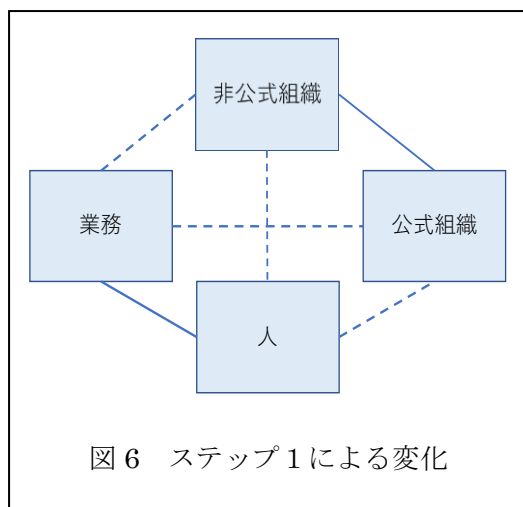 非公式組織
業務
公式組織
人
図 6　ステップ１による変化